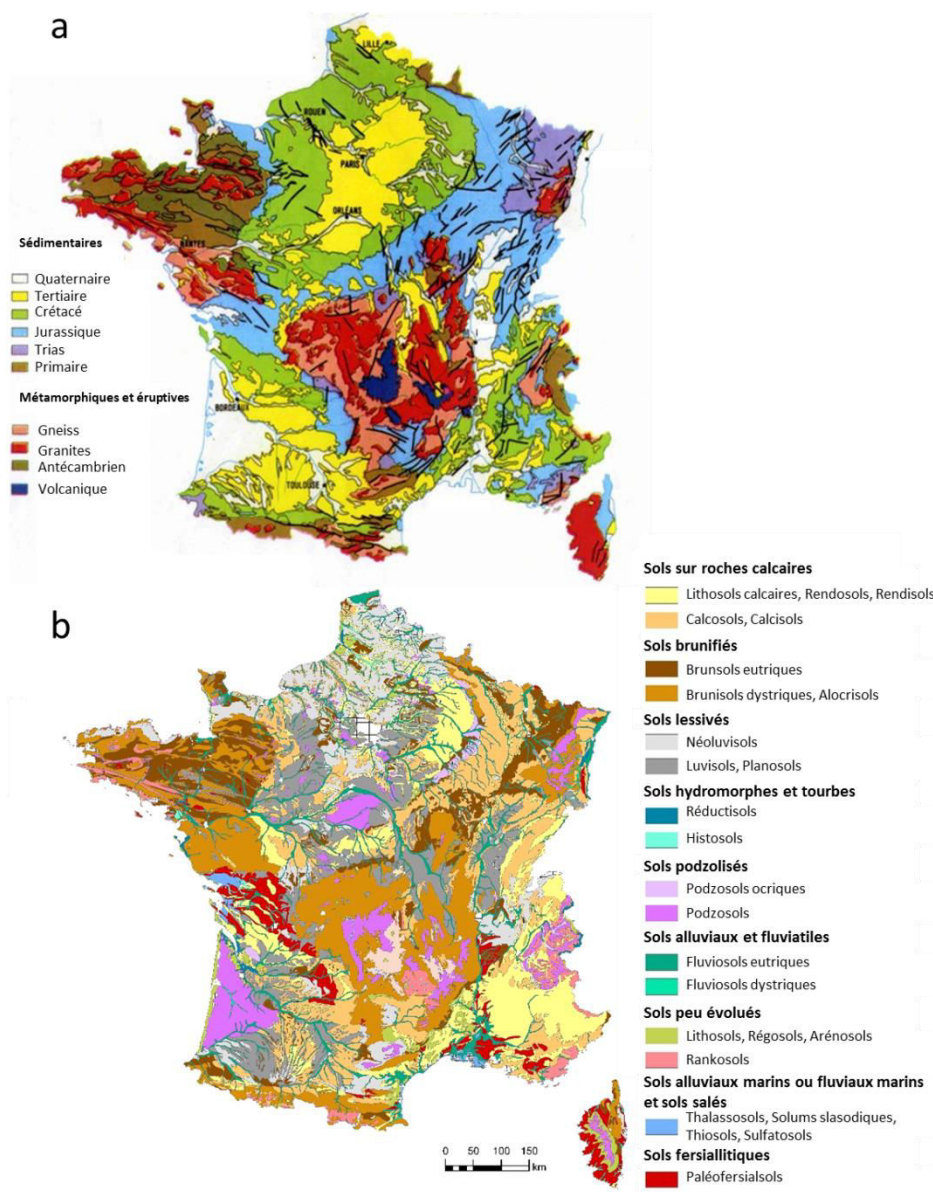 a
LILLE
ROUEN
PARIS
ORLÉANS
NANTES
BORDEAUX
TOULOUSE
Sédimentaires
Quaternaire
Tertiaire
Crétacé
Jurassique
Trias
Primaire
Métamorphiques et éruptives
Gneiss
Granites
Antécambrien
Volcanique
b
0 50 100 150
km
Sols sur roches calcaires
Lithosols calcaires, Rendosols, Rendisols
Calcosols, Calcisols
Sols brunifiés
Brunsols eutriques
Brunisols dystriques, Alocrisols
Sols lessivés
Néoluvisols
Luvisols, Planosols
Sols hydromorphes et tourbes
Réductisols
Histosols
Sols podzolisés
Podzosols ocriques
Podzosols
Sols alluviaux et fluviatiles
Fluviosols eutriques
Fluviosols dystriques
Sols peu évolués
Lithosols, Régosols, Arénosols
Rankosols
Sols alluviaux marins ou fluviaux marins
et sols salés
Thalassosols, Solums slasodiques,
Thiosols, Sulfatosols
Sols fersiallitiques
Paléofersialsols